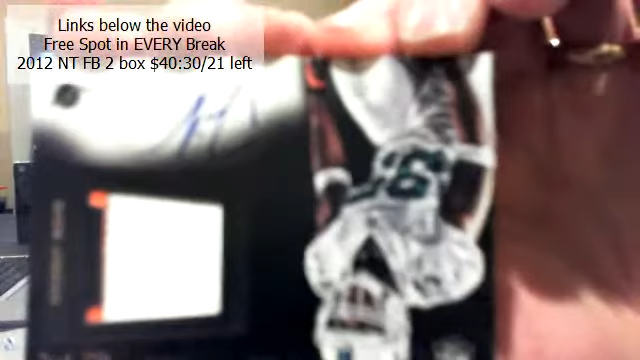 Links below the video
Free Spot in EVERY Break
2012 NT FB 2 box $40:30/21 left